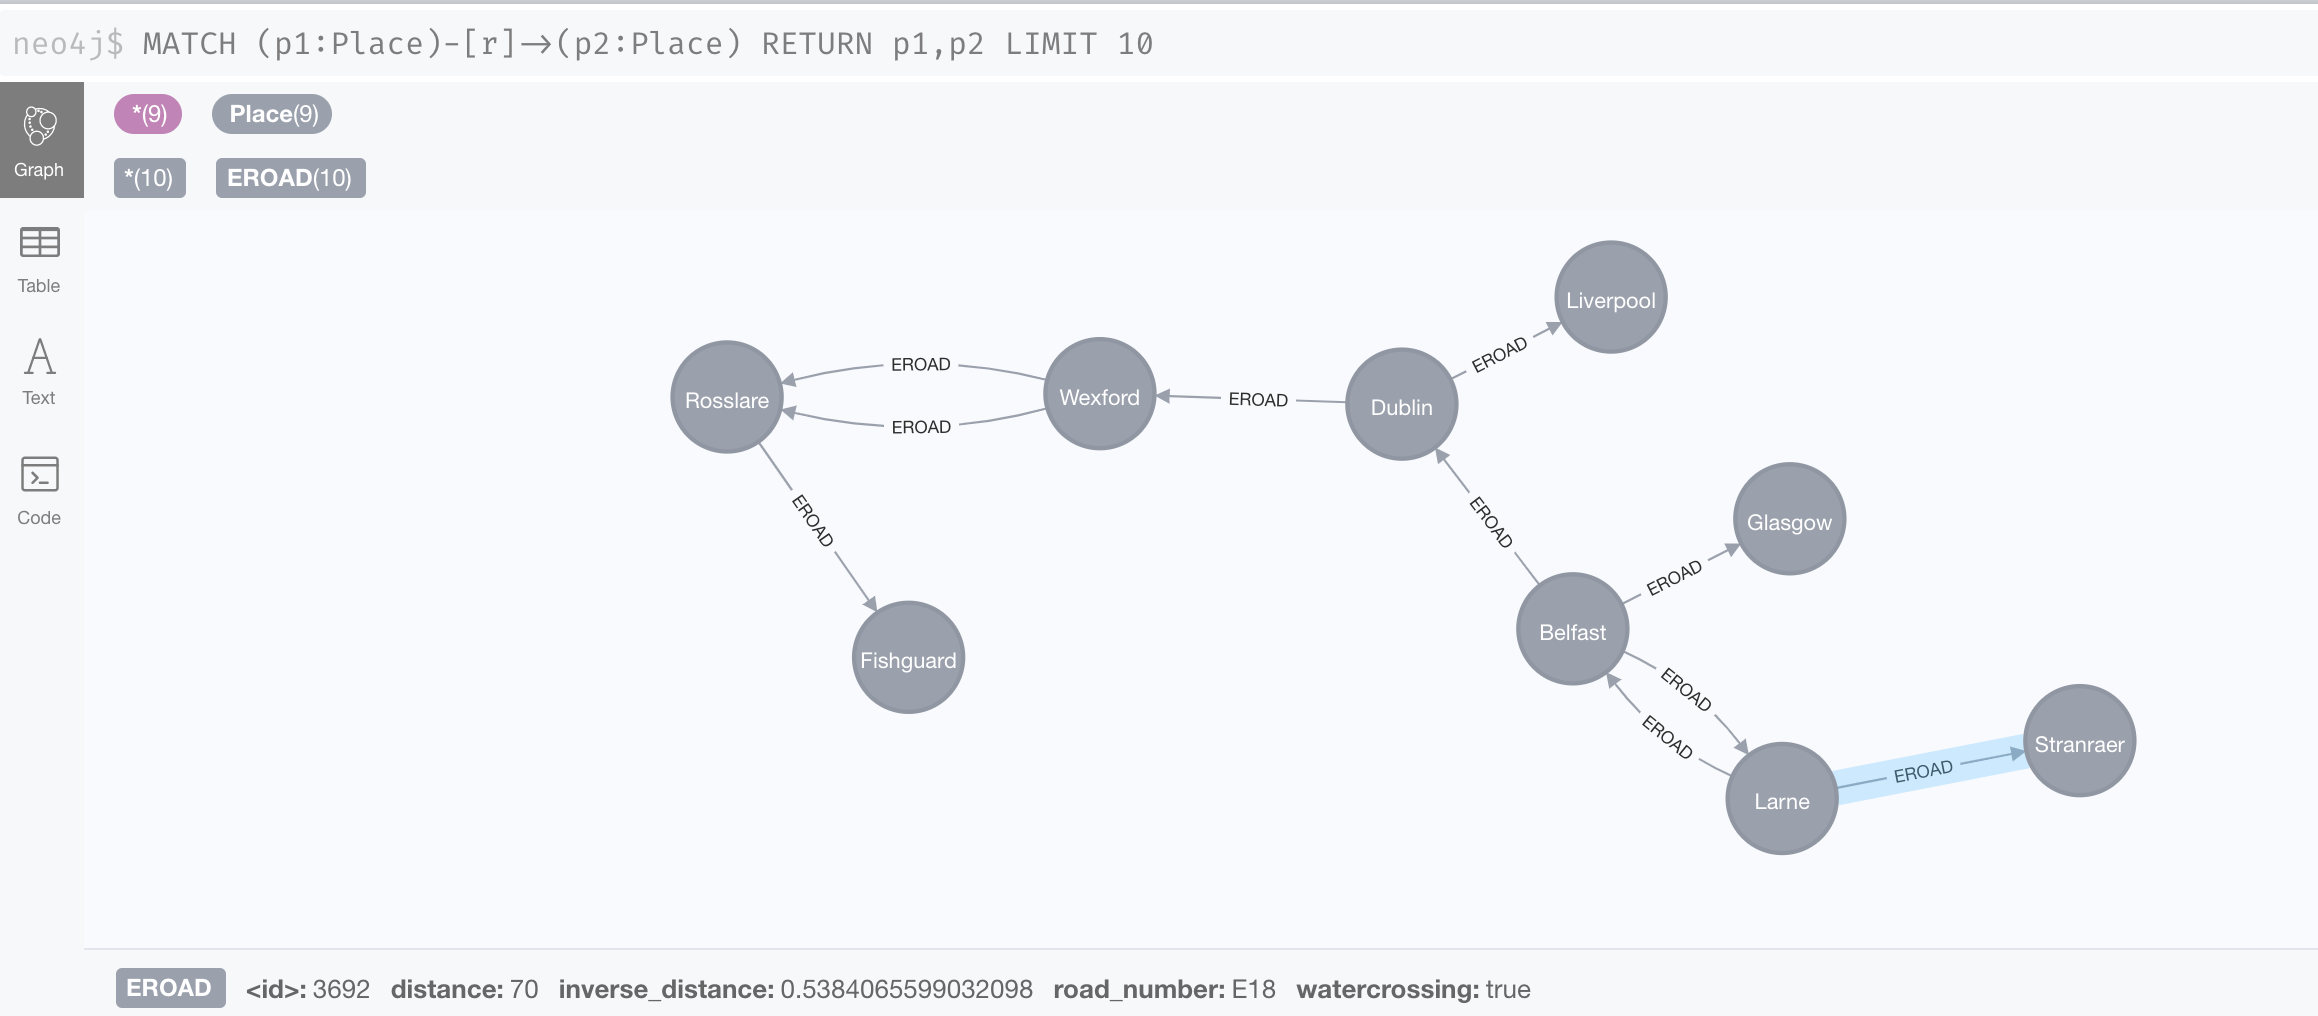 neo4j$ MATCH (p1:Place)-[r]→(p2:Place) RETURN p1,p2 LIMIT 10
*(9) Place(9)
Graph
*(10) EROAD(10)
Table
Text
Code
Liverpool
EROAD
Rosslare
EROAD
Wexford
EROAD
Dublin
EROAD
EROAD
EROAD
Glasgow
EROAD
Belfast
Fishguard
EROAD
EROAD
Stranraer
EROAD
Larne
EROAD <id>: 3692 distance: 70 inverse_distance: 0.5384065599032098 road_number: E18 watercrossing: true